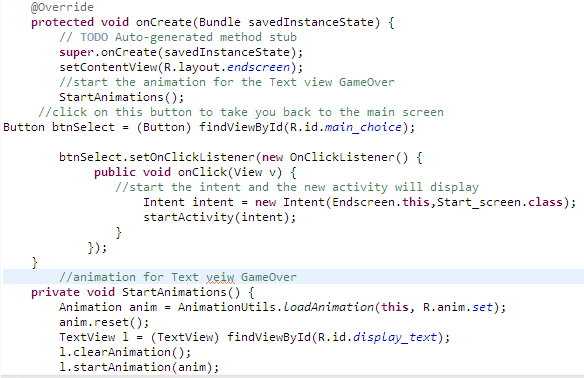 @Override
protected void onCreate(Bundle savedInstanceState) {
// TODO Auto-generated method stub
super.onCreate(savedInstanceState);
setContentView(R.layout.endscreen);
//start the animation for the Text view GameOver
StartAnimations();
//click on this button to take you back to the main screen
Button btnSelect = (Button) findViewById(R.id.main_choice);
btnSelect.setOnClickListener(new OnClickListener() {
public void onClick(View v) {
//start the intent and the new activity will display
Intent intent = new Intent(Endscreen.this,Start_screen.class);
startActivity(intent);
}
});
}
//animation for Text veiw GameOver
private void StartAnimations() {
Animation anim = AnimationUtils.loadAnimation(this, R.anim.set);
anim.reset();
TextView l = (TextView) findViewById(R.id.display_text);
l.clearAnimation();
l.startAnimation(anim);